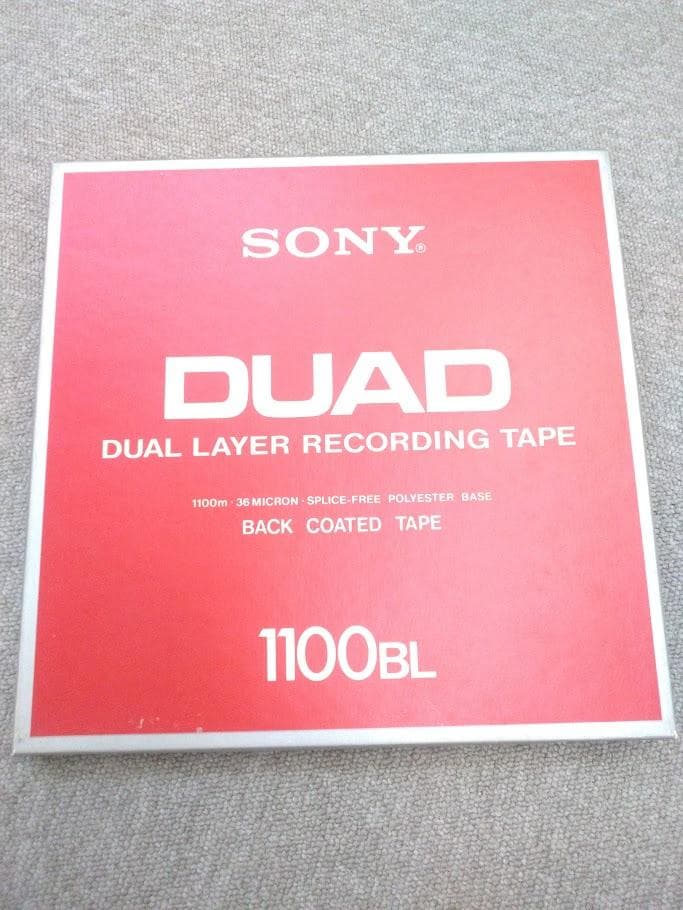 SONY®
DUAD
DUAL LAYER RECORDING TAPE
1100m · 36 MICRON · SPLICE-FREE POLYESTER BASE
BACK COATED TAPE
1100BL